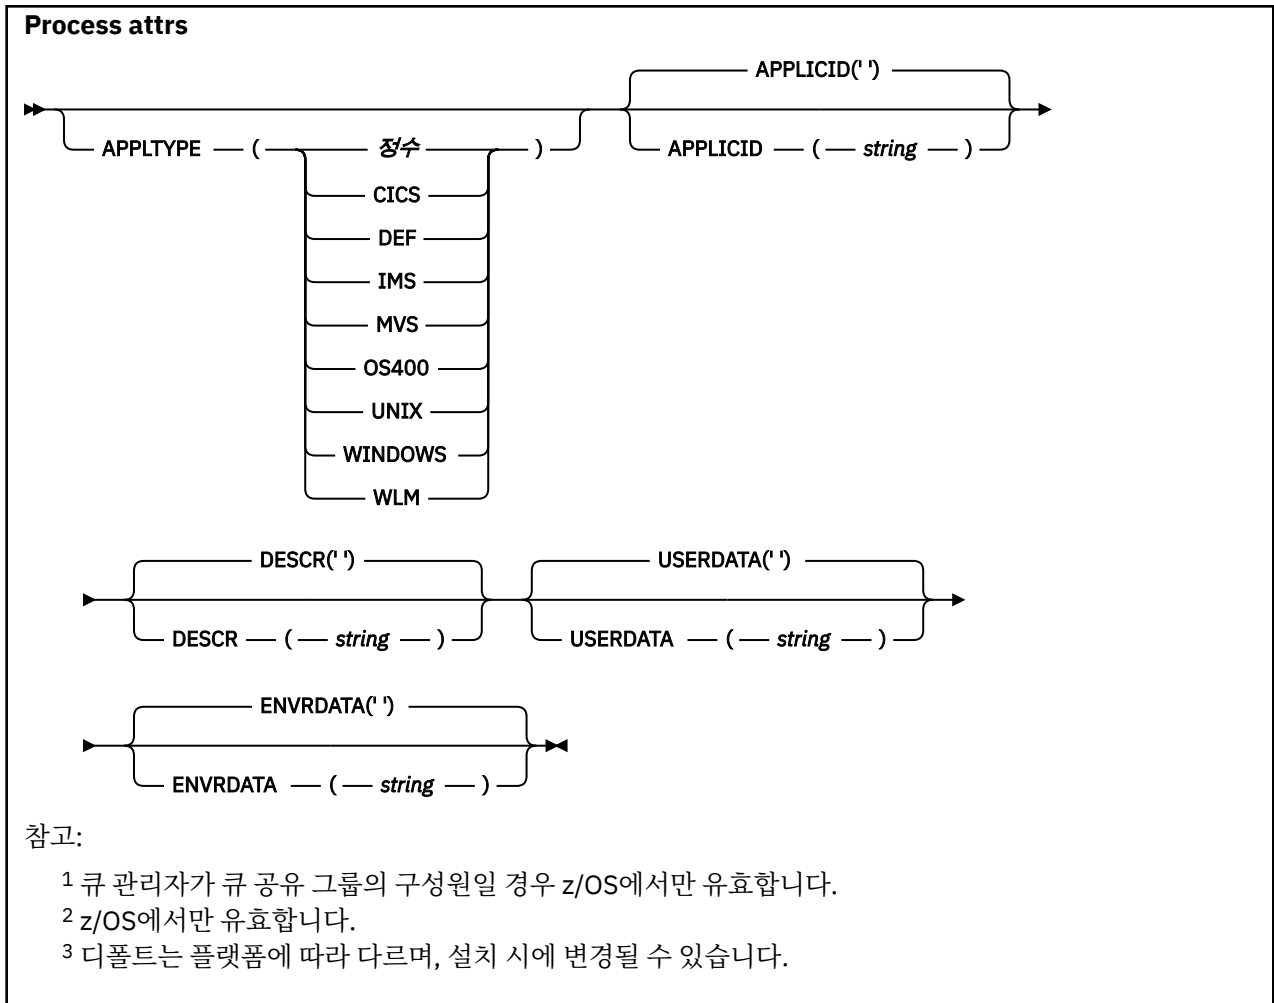 Process attrs
APPLICID(' ')
APPLTYPE ( 정수 ) APPLICID ( string )
CICS
DEF
IMS
MVS
OS400
UNIX
WINDOWS
WLM
DESCR(' ') USERDATA(' ')
DESCR ( string ) USERDATA ( string )
ENVRDATA(' ')
ENVRDATA ( string )
참고:
1 큐 관리자가 큐 공유 그룹의 구성원일 경우 z/OS에서만 유효합니다.
2 z/OS에서만 유효합니다.
3 디폴트는 플랫폼에 따라 다르며, 설치 시에 변경될 수 있습니다.